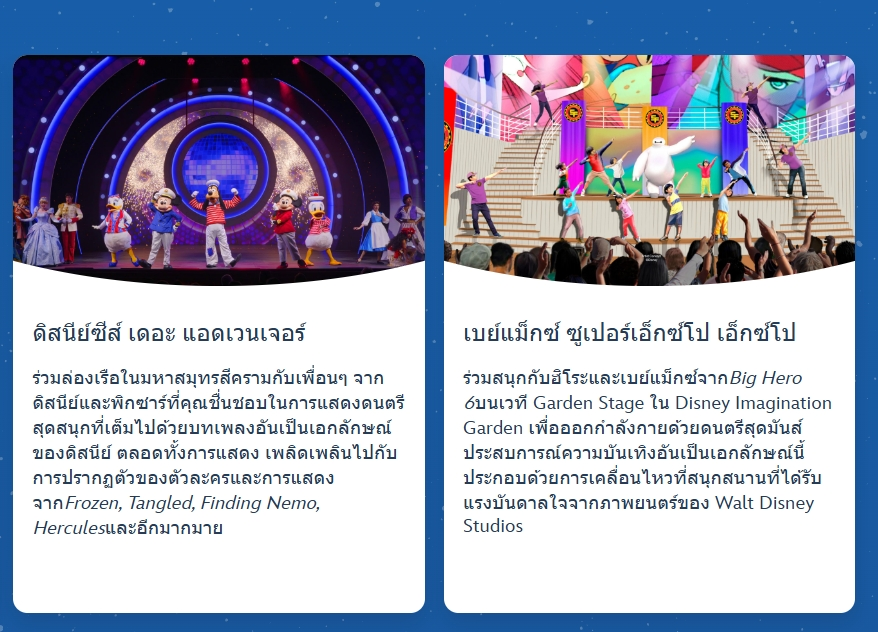 ดิสนีย์ซีส์ เดอะ แอดเวนเจอร์
ร่วมล่องเรือในมหาสมุทรสีครามกับเพื่อนๆ จาก
ดิสนีย์และพิกซาร์ที่คุณชื่นชอบในการแสดงดนตรี
สุดสนุกที่เต็มไปด้วยบทเพลงอันเป็นเอกลักษณ์
ของดิสนีย์ ตลอดทั้งการแสดง เพลิดเพลินไปกับ
การปรากฏตัวของตัวละครและการแสดง
จากFrozen, Tangled, Finding Nemo,
Herculesและอีกมากมาย
เบย์แม็กซ์ ซูเปอร์เอ็กซ์โป เอ็กซ์โป
ร่วมสนุกกับฮิโระและเบย์แม็กซ์จากBig Hero
6บนเวที Garden Stage ใน Disney Imagination
Garden เพื่อออกกำลังกายด้วยดนตรีสุดมันส์
ประสบการณ์ความบันเทิงอันเป็นเอกลักษณ์นี้
ประกอบด้วยการเคลื่อนไหวที่สนุกสนานที่ได้รับ
แรงบันดาลใจจากภาพยนตร์ของ Walt Disney
Studios